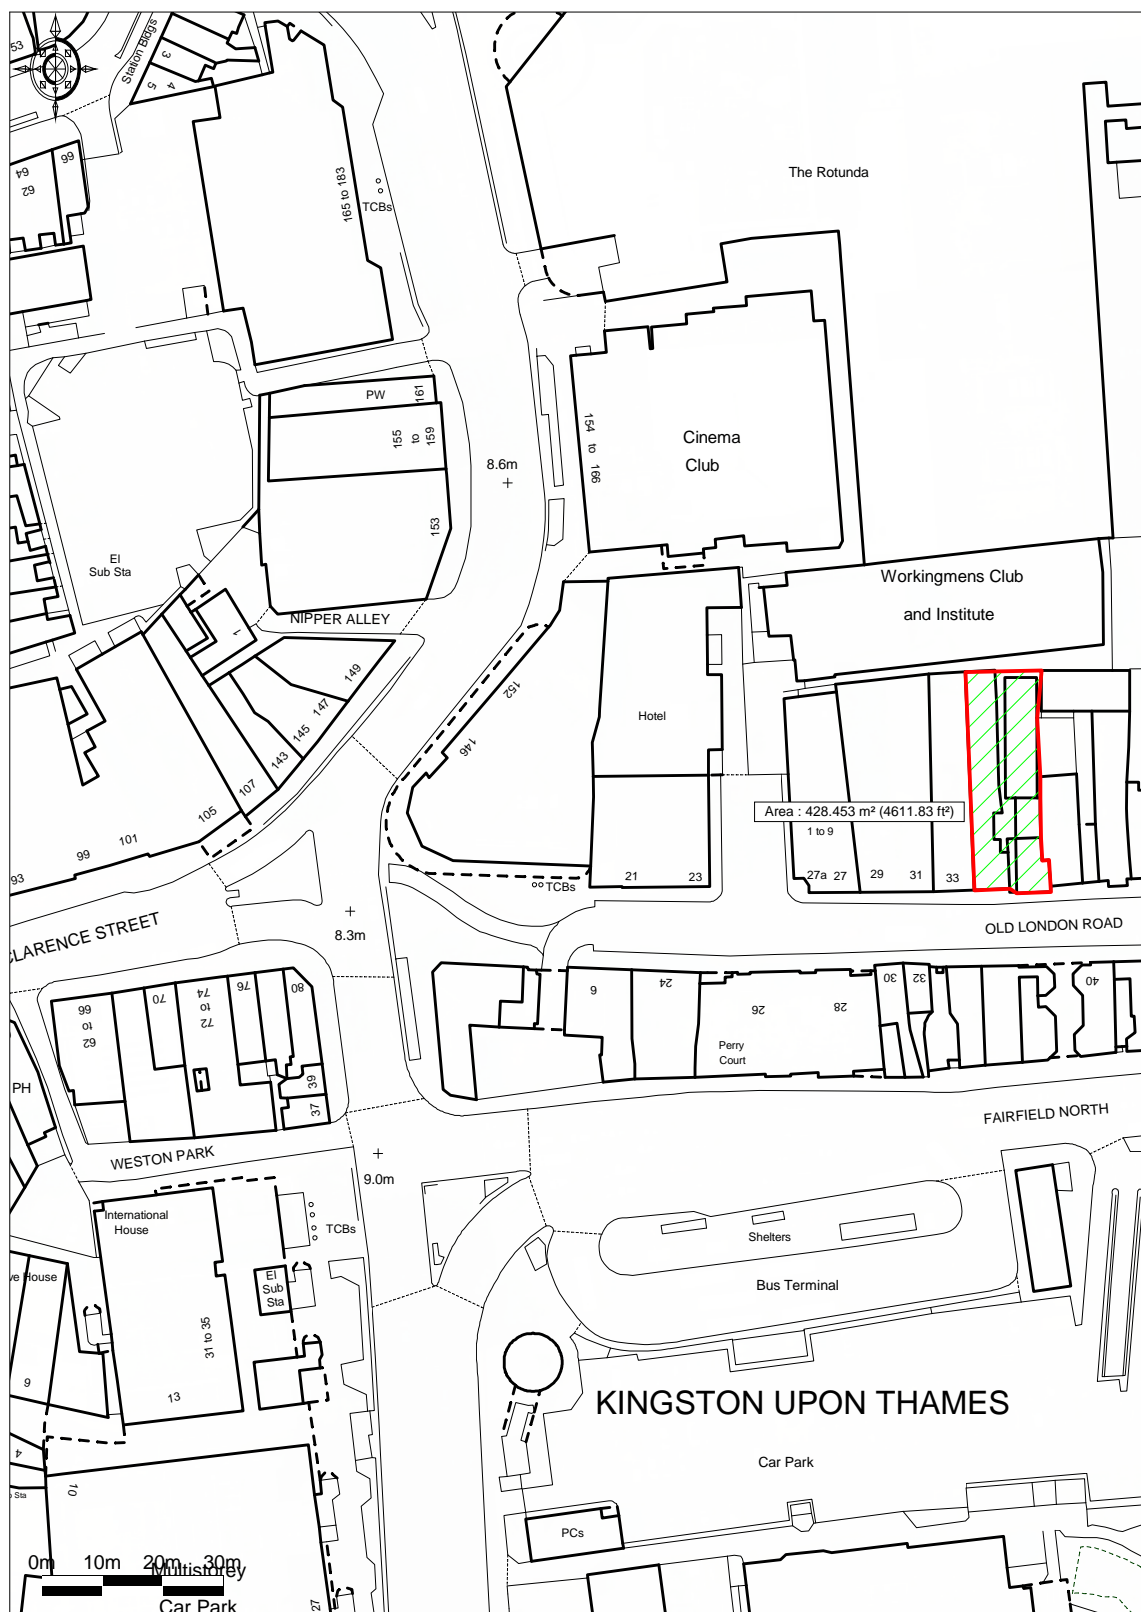 53
Station Bldgs
3
4
5
66
64
62
165 to 183
TCBs
The Rotunda
PW
161
155
to
159
153
8.6m
154 to 166
Cinema
Club
El
Sub Sta
1
NIPPER ALLEY
Workingmens Club
and Institute
149
147
145
143
107
105
101
99
93
152
146
Hotel
Area : 428.453 m² (4611.83 ft²)
1 to 9
27a
27
29
31
33
21
23
TCBs
CLARENCE STREET
8.3m
OLD LONDON ROAD
66
to
62
70
74
to
72
76
80
39
37
6
24
26
28
30
32
40
Perry
Court
PH
WESTON PARK
FAIRFIELD NORTH
9.0m
International
House
TCBs
Shelters
Bus Terminal
ve House
El
Sub
Sta
31 to 35
13
9
4
10
KINGSTON UPON THAMES
Car Park
PCs
Sta
0m
10m
20m
30m
Multistorey
Car Park
27